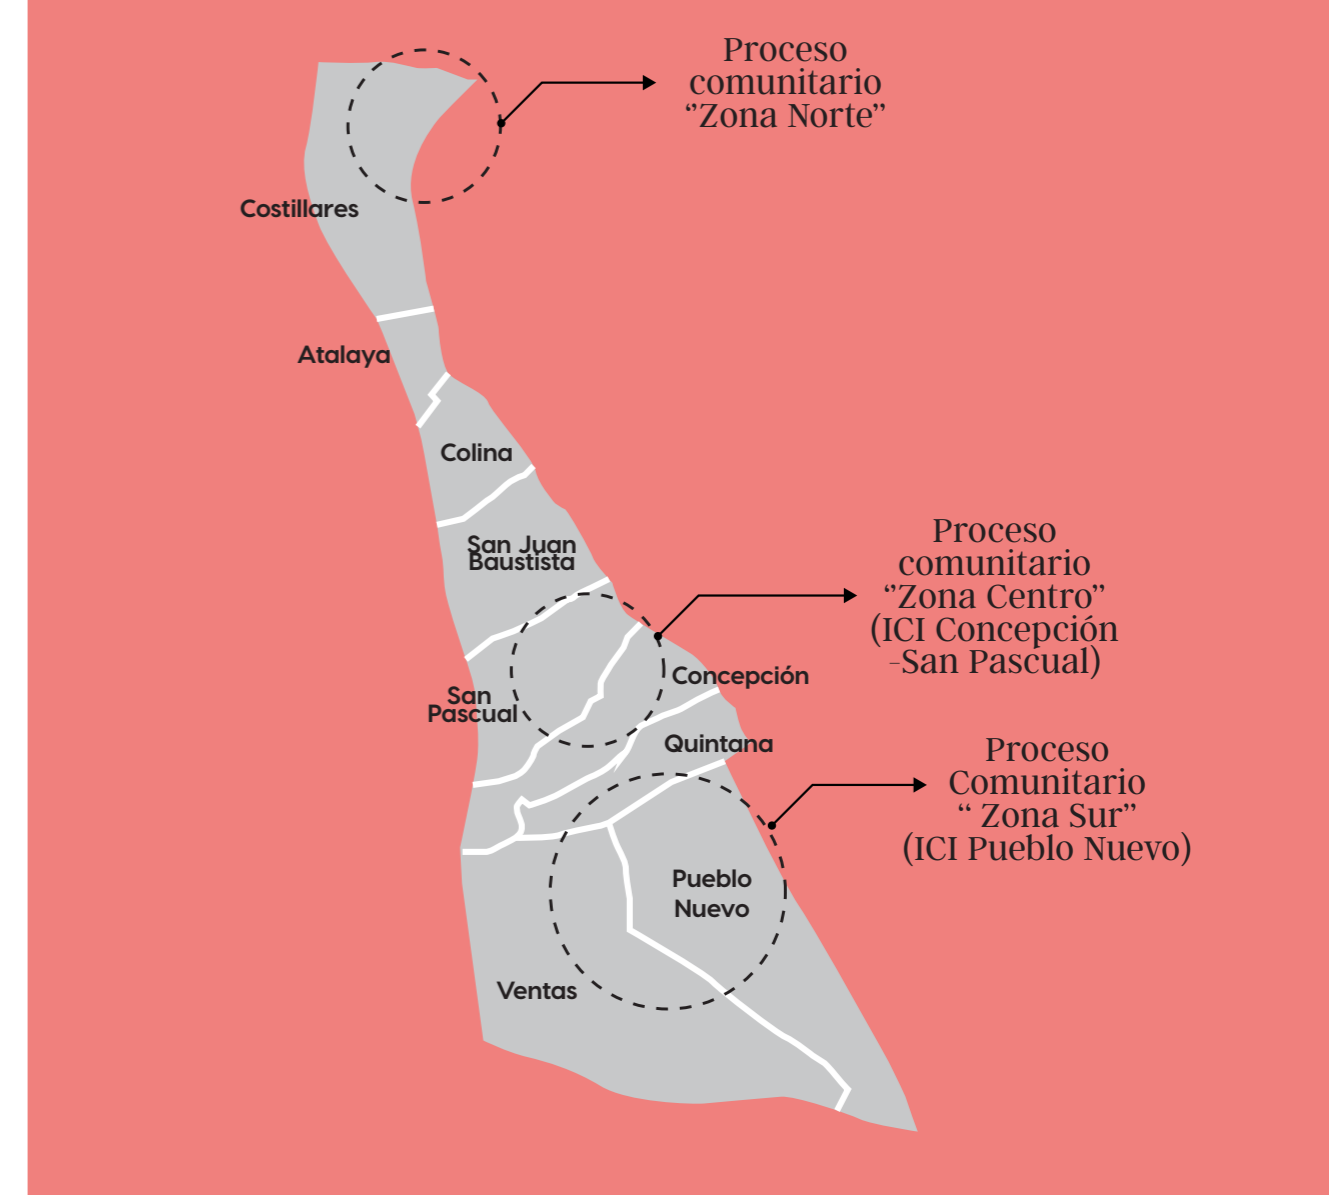 Proceso
comunitario
“Zona Norte”
Costillares
Atalaya
Colina
San Juan
Baustista
Proceso
comunitario
“Zona Centro”
(ICI Concepción
-San Pascual)
Concepción
San
Pascual
Quintana
Proceso
Comunitario
“ Zona Sur”
(ICI Pueblo Nuevo)
Pueblo
Nuevo
Ventas